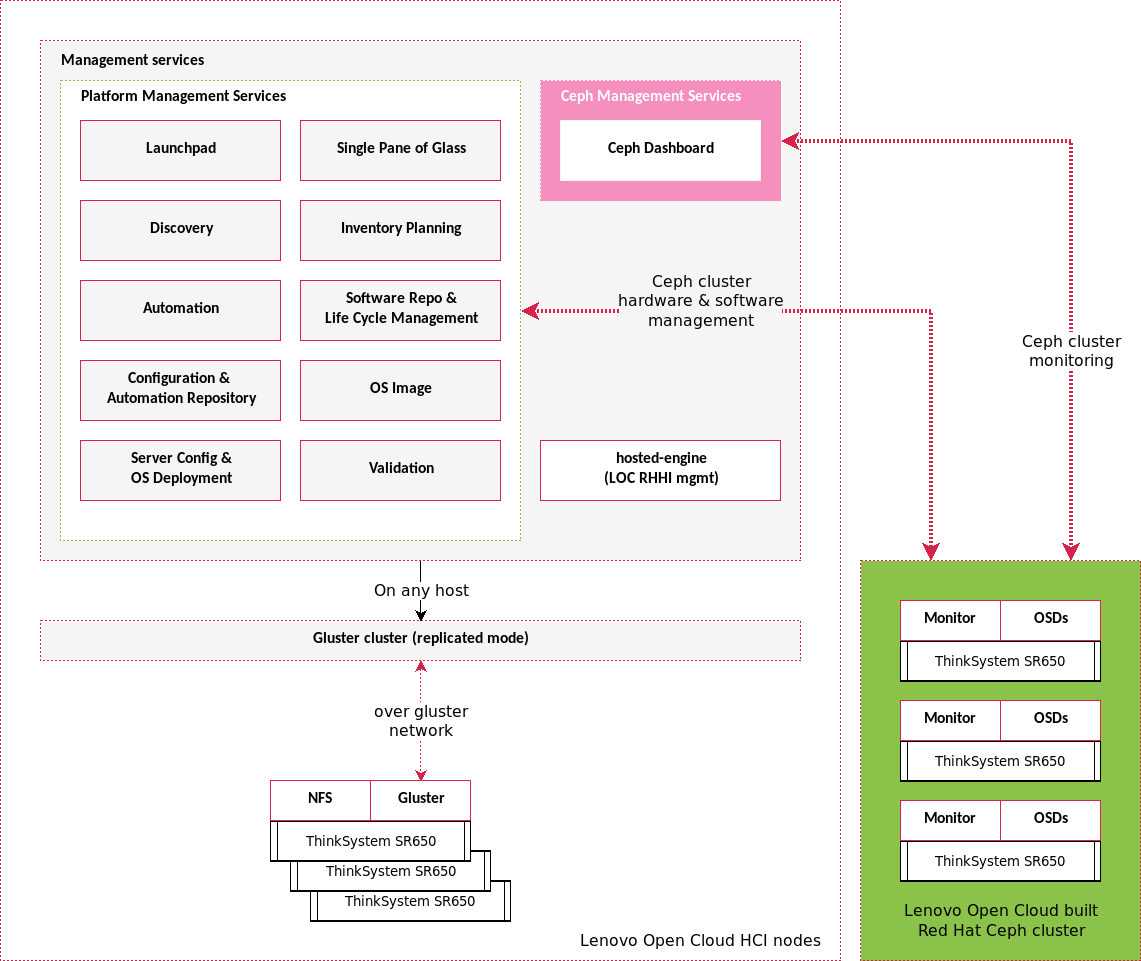 Management services
Platform Management Services
Ceph Management Services
Launchpad
Single Pane of Glass
Ceph Dashboard
Discovery
Inventory Planning
Automation
Software Repo &
Life Cycle Management
Ceph cluster
hardware & software
management
Ceph cluster
monitoring
Configuration &
Automation Repository
OS Image
Server Config &
OS Deployment
Validation
hosted-engine
(LOC RHHI mgmt)
On any host
Gluster cluster (replicated mode)
over gluster
network
NFS
Gluster
ThinkSystem SR650
ThinkSystem SR650
ThinkSystem SR650
Lenovo Open Cloud HCI nodes
Monitor
OSDs
ThinkSystem SR650
Monitor
OSDs
ThinkSystem SR650
Monitor
OSDs
ThinkSystem SR650
Lenovo Open Cloud built
Red Hat Ceph cluster